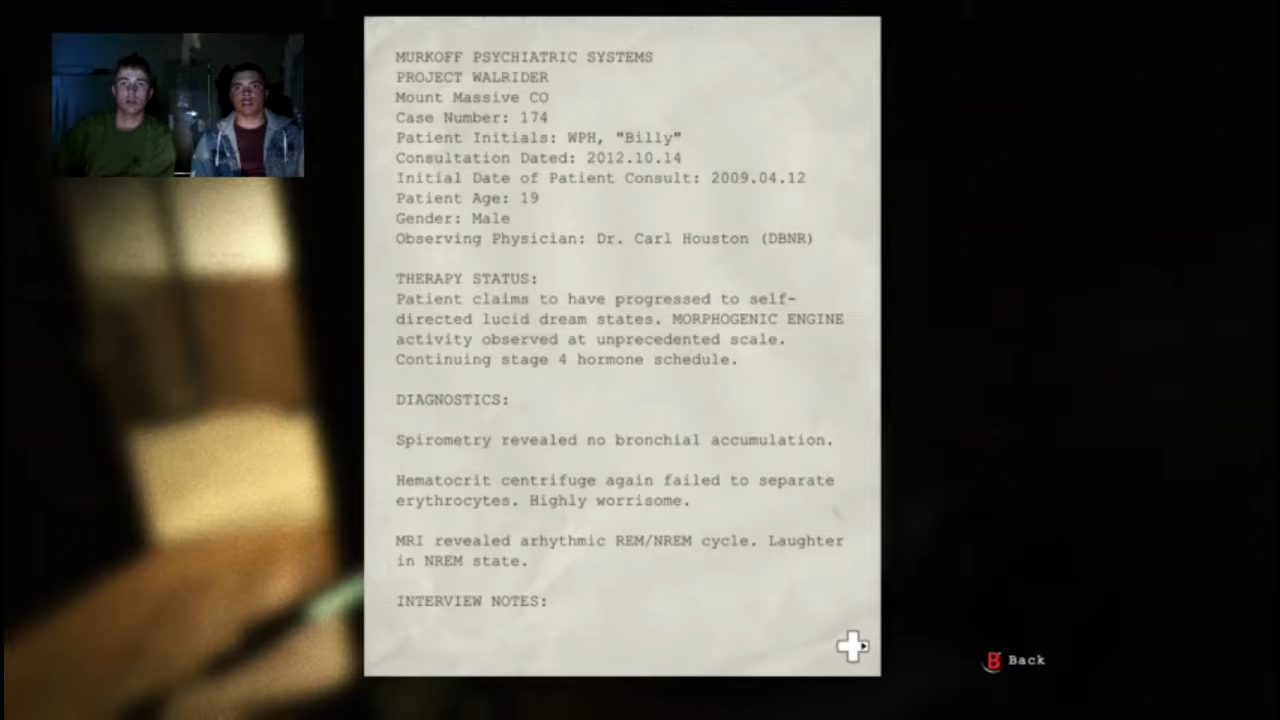 MURKOFF PSYCHIATRIC SYSTEMS
PROJECT WALRIDER
Mount Massive CO
Case Number: 174
Patient Initials: WPH, "Billy"
Consultation Dated: 2012.10.14
Initial Date of Patient Consult: 2009.04.12
Patient Age: 19
Gender: Male
Observing Physician: Dr. Carl Houston (DBNR)
THERAPY STATUS:
Patient claims to have progressed to self-
directed lucid dream states. MORPHOGENIC ENGINE
activity observed at unprecedented scale.
Continuing stage 4 hormone schedule.
DIAGNOSTICS:
Spirometry revealed no bronchial accumulation.
Hematocrit centrifuge again failed to separate
erythrocytes. Highly worrisome.
MRI revealed arhythmic REM/NREM cycle. Laughter
in NREM state.
INTERVIEW NOTES:
B Back